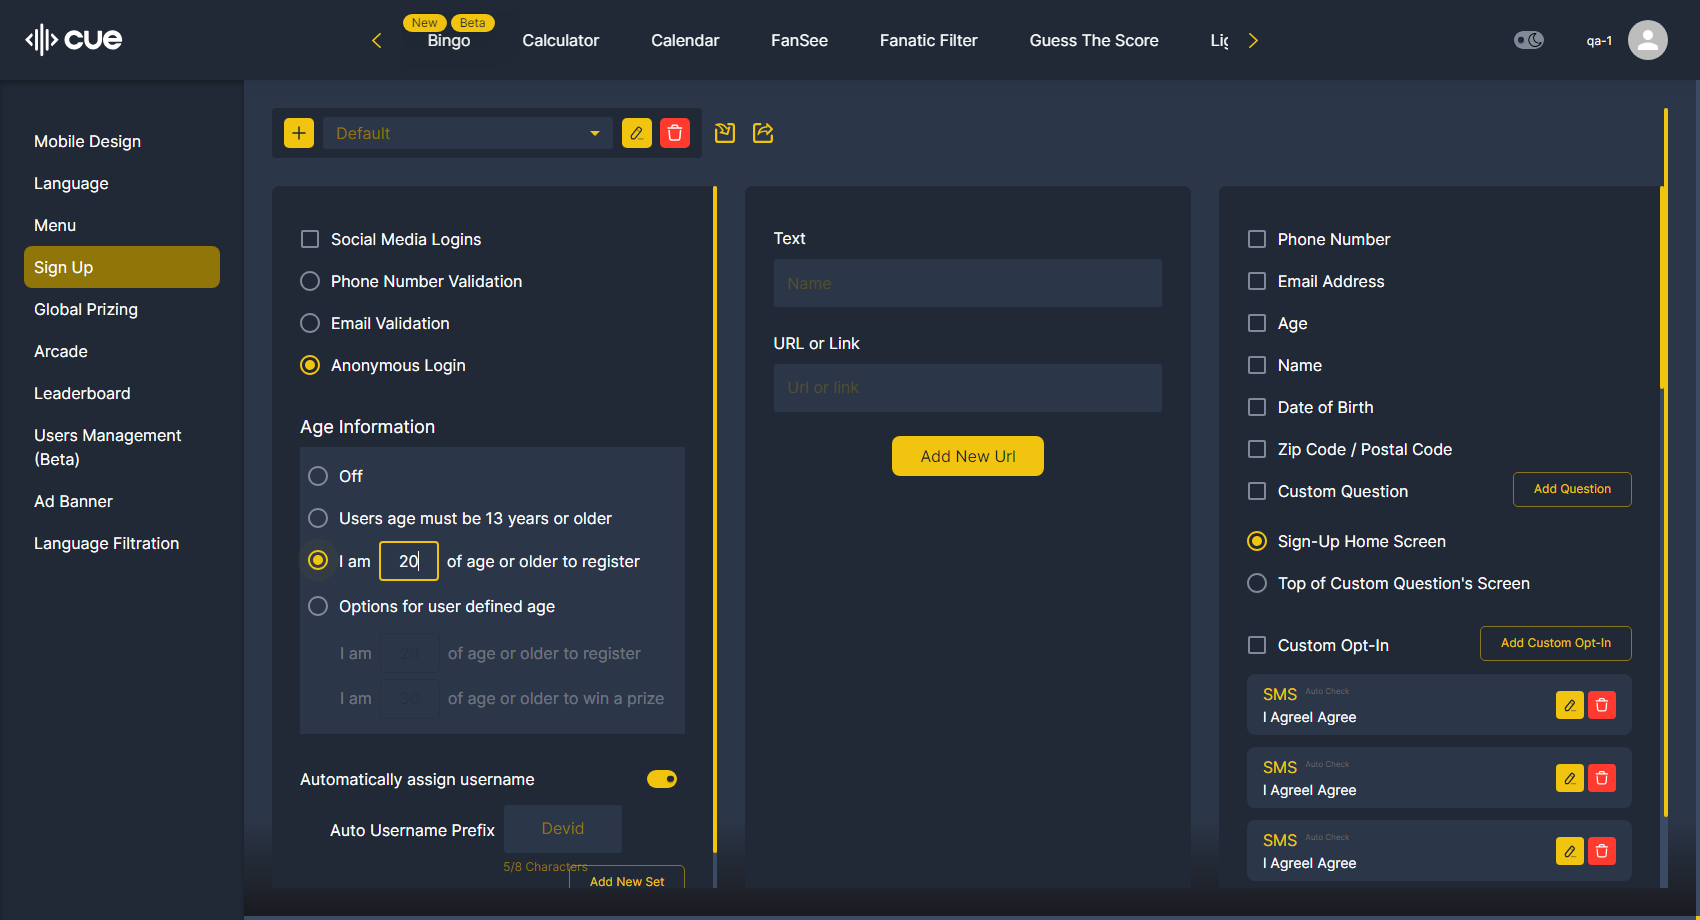 cue
New Beta
Bingo
Calculator
Calendar
FanSee
Fanatic Filter
Guess The Score
qa-1
Mobile Design
Language
Menu
Sign Up
Global Prizing
Arcade
Leaderboard
Users Management
(Beta)
Ad Banner
Language Filtration
Default
Social Media Logins
Phone Number Validation
Email Validation
Anonymous Login
Age Information
Off
Users age must be 13 years or older
I am 20 of age or older to register
Options for user defined age
I am 20 of age or older to register
I am 30 of age or older to win a prize
Automatically assign username
Auto Username Prefix Devid
5/8 Characters
Add New Set
Text
Name
URL or Link
Url or link
Add New Url
Phone Number
Email Address
Age
Name
Date of Birth
Zip Code / Postal Code
Custom Question Add Question
Sign-Up Home Screen
Top of Custom Question's Screen
Custom Opt-In Add Custom Opt-In
SMS Auto Check
I AgreeI Agree
SMS Auto Check
I AgreeI Agree
SMS Auto Check
I AgreeI Agree